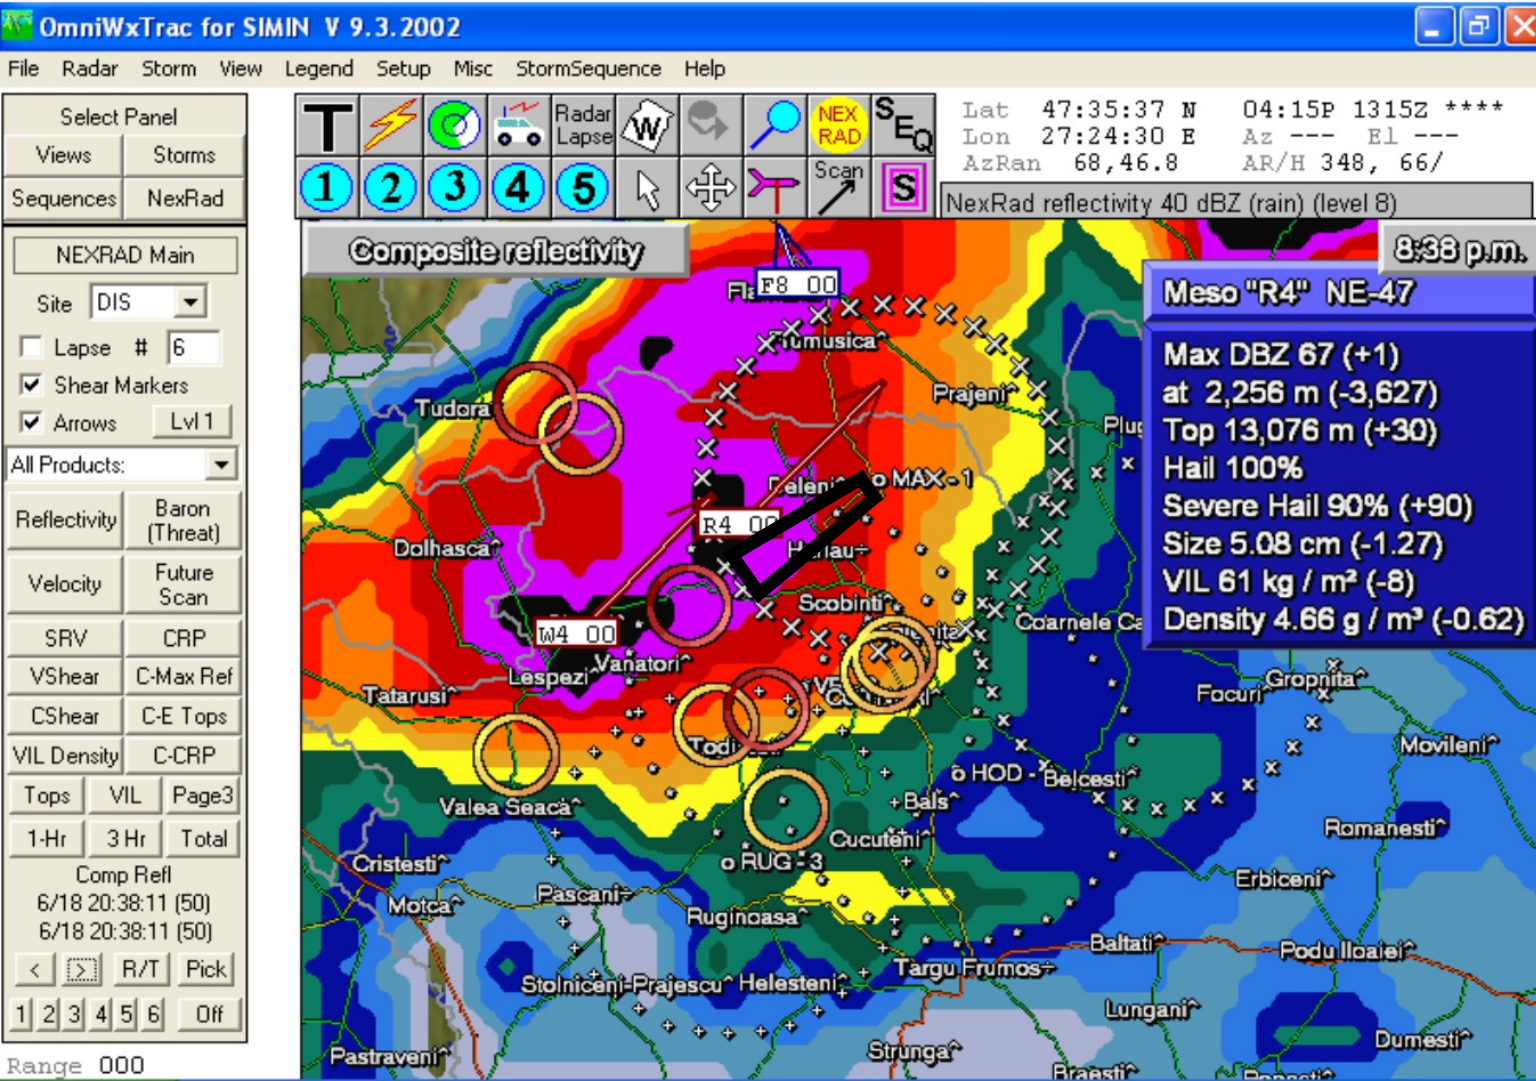 OmniWxTrac for SIMIN V 9.3.2002
File Radar Storm View Legend Setup Misc StormSequence Help
Select Panel
Views Storms
Sequences NexRad
NEXRAD Main
Site DIS
Lapse # 6
Shear Markers
Arrows Lvl 1
All Products:
Reflectivity Baron (Threat)
Velocity Future Scan
SRV CRP
VShear C-Max Ref
CShear C-E Tops
VIL Density C-CRP
Tops VIL Page3
1-Hr 3 Hr Total
Comp Refl
6/18 20:38:11 (50)
6/18 20:38:11 (50)
< > R/T Pick
1 2 3 4 5 6 Off
Range 000
T Radar Lapse W NEX RAD SEQ
1 2 3 4 5 Scan S
Lat 47:35:37 N 04:15P 1315Z ****
Lon 27:24:30 E Az --- El ---
AzRan 68,46.8 AR/H 348, 66/
NexRad reflectivity 40 dBZ (rain) (level 8)
Composite reflectivity
8:38 p.m.
Meso "R4" NE-47
Max DBZ 67 (+1)
at 2,256 m (-3,627)
Top 13,076 m (+30)
Hail 100%
Severe Hail 90% (+90)
Size 5.08 cm (-1.27)
VIL 61 kg / m² (-8)
Density 4.66 g / m³ (-0.62)
F8 00
Tudora
Prajeni^
o MAX - 1
R4 00
Dolhasca^
Scobinti^
Coarnele Ca
W4 00
Vanatori^
Lespezi^
Tatarusi^
Focuri^
Gropnita^
Movileni^
o HOD -
Belcesti^
Valea Seaca^
+Bals^
Cucuteni^
Romanesti^
o RUG - 3
Cristesti^
Erbiceni^
Motca^
Pascani÷
Ruginoasa^
Baltati^
Podu Iloaiei^
Targu Frumos÷
Stolniceni-Prajescu^
Helesteni^
Lungani^
Dumesti^
Strunga^
Pastraveni^